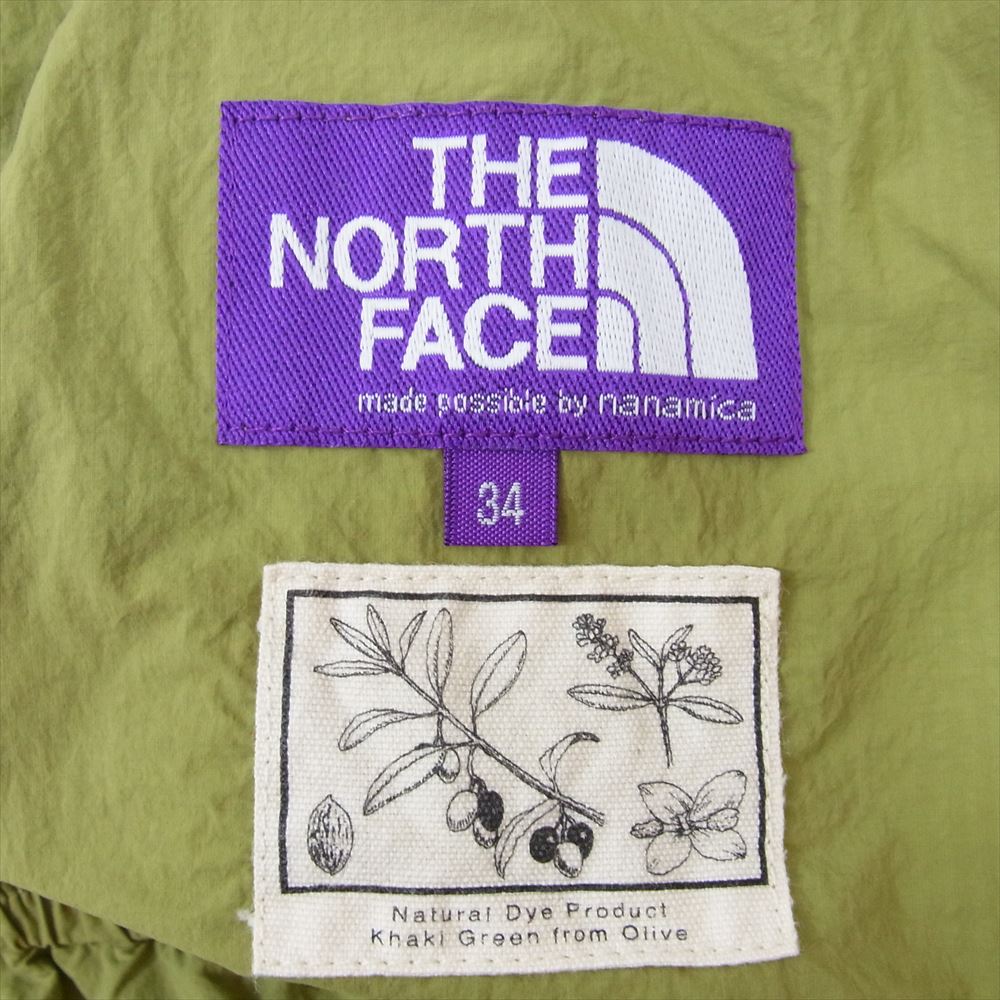 THE
NORTH
FACE
made possible by nanamica
34
Natural Dye Product
Khaki Green from Olive